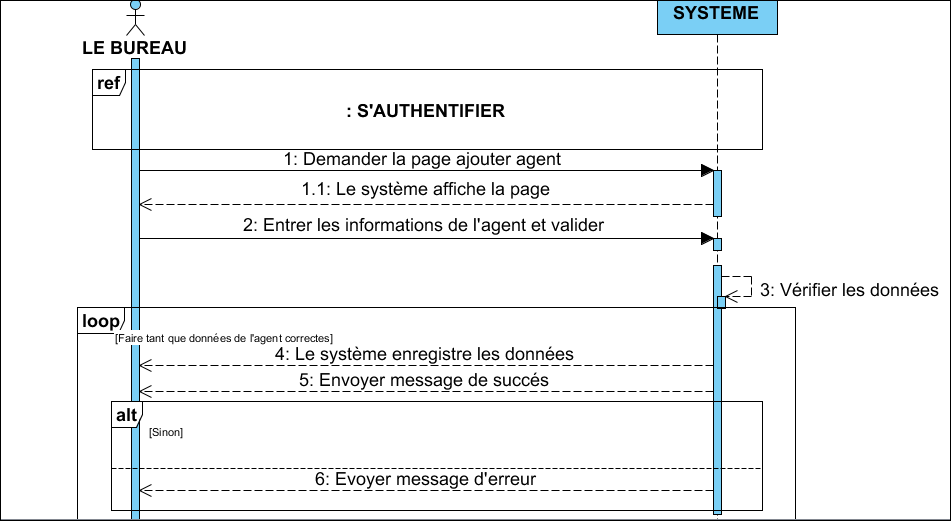 SYSTEME
LE BUREAU
ref
: S'AUTHENTIFIER
1: Demander la page ajouter agent
1.1: Le système affiche la page
2: Entrer les informations de l'agent et valider
3: Vérifier les données
loop
[Faire tant que données de l'agent correctes]
4: Le système enregistre les données
5: Envoyer message de succés
alt
[Sinon]
6: Evoyer message d'erreur